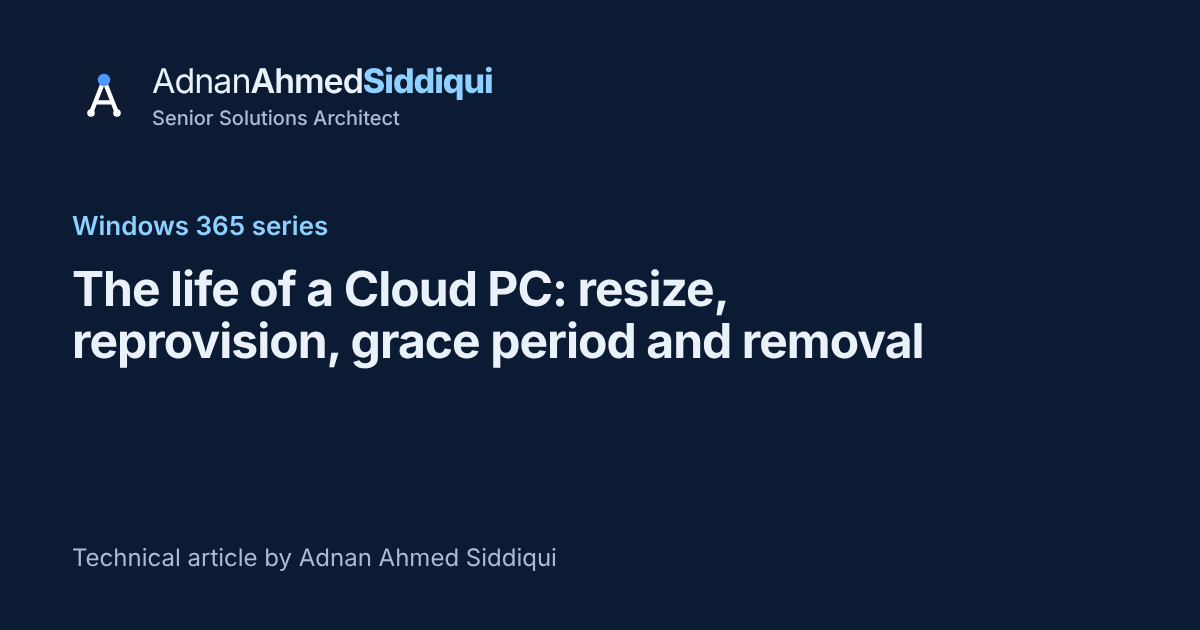 AdnanAhmedSiddiqui
Senior Solutions Architect
Windows 365 series
The life of a Cloud PC: resize,
reprovision, grace period and removal
Technical article by Adnan Ahmed Siddiqui